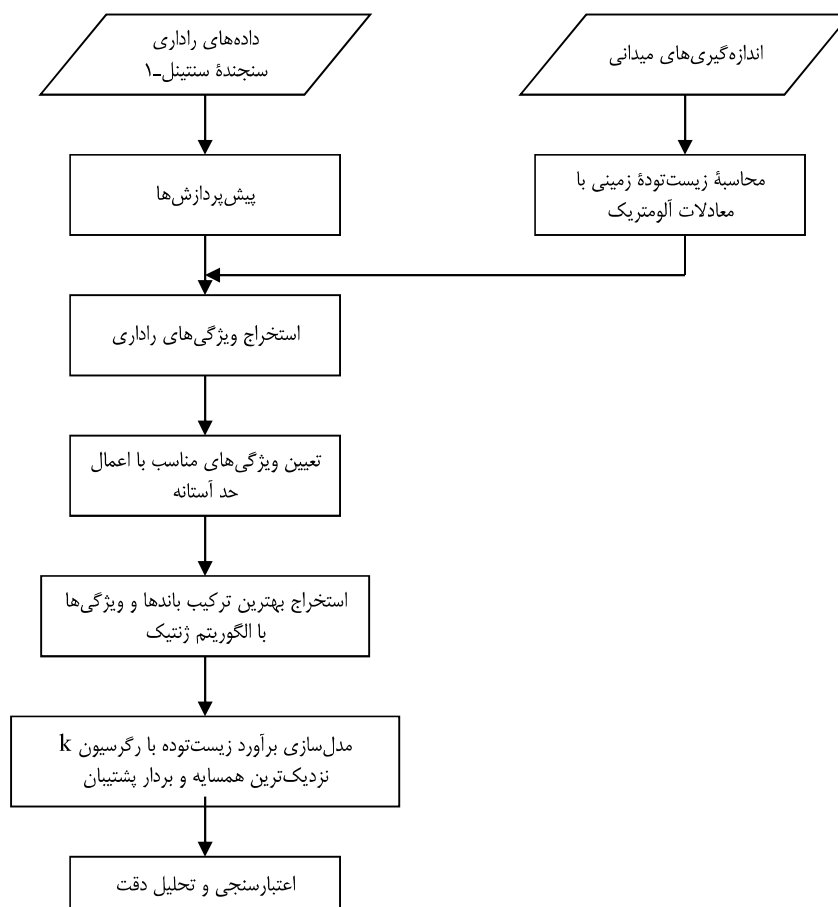 داده‌های راداری
سنجندهٔ سنتینل-۱
اندازه‌گیری‌های میدانی
پیش‌پردازش‌ها
محاسبهٔ زیست‌تودهٔ زمینی با
معادلات آلومتریک
استخراج ویژگی‌های راداری
تعیین ویژگی‌های مناسب با اعمال
حد آستانه
استخراج بهترین ترکیب باندها و ویژگی‌ها
با الگوریتم ژنتیک
مدل‌سازی برآورد زیست‌توده با رگرسیون k
نزدیک‌ترین همسایه و بردار پشتیبان
اعتبارسنجی و تحلیل دقت